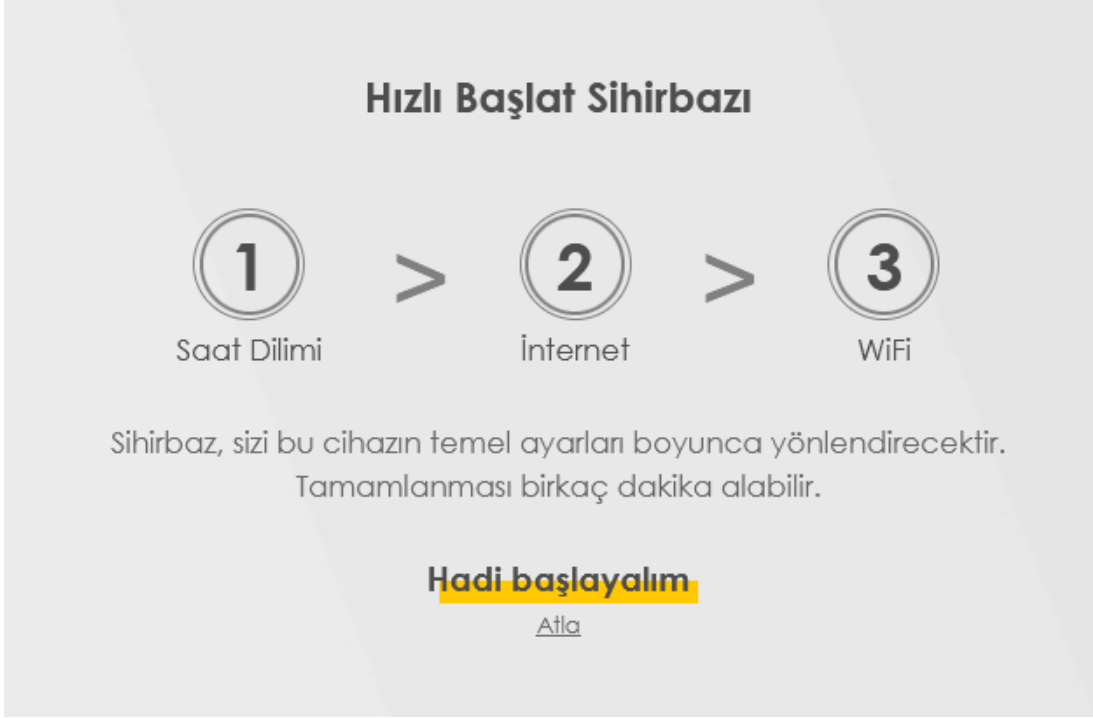 Hızlı Başlat Sihirbazı
1 > 2 > 3
Saat Dilimi İnternet WiFi
Sihirbaz, sizi bu cihazın temel ayarları boyunca yönlendirecektir.
Tamamlanması birkaç dakika alabilir.
Hadi başlayalım
Atla